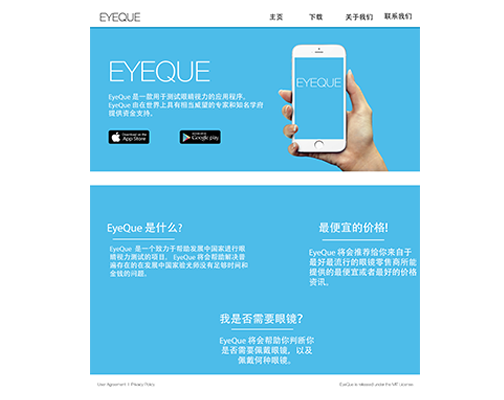 EYEQUE
主页 下载 关于我们 联系我们
EYEQUE
EyeQue 是一款用于测试眼睛视力的应用程序。
EyeQue 由在世界上具有相当威望的专家和知名学府
提供资金支持。
Download on the
App Store
Google play
EYEQUE
EyeQue 是什么?
EyeQue 是一个致力于帮助发展中国家进行眼
睛视力测试的项目， EyeQue 将会帮助解决普
遍存在的在发展中国家验光师没有足够时间和
金钱的问题。
最便宜的价格!
EyeQue 将会推荐给你来自于
最好最流行的眼镜零售商所能
提供的最便宜或者最好的价格
资讯。
我是否需要眼镜？
EyeQue 将会帮助你判断你
是否需要佩戴眼镜，以及
佩戴何种眼镜。
User Agreement | Privacy Policy
EyeQue is released under the MIT License.